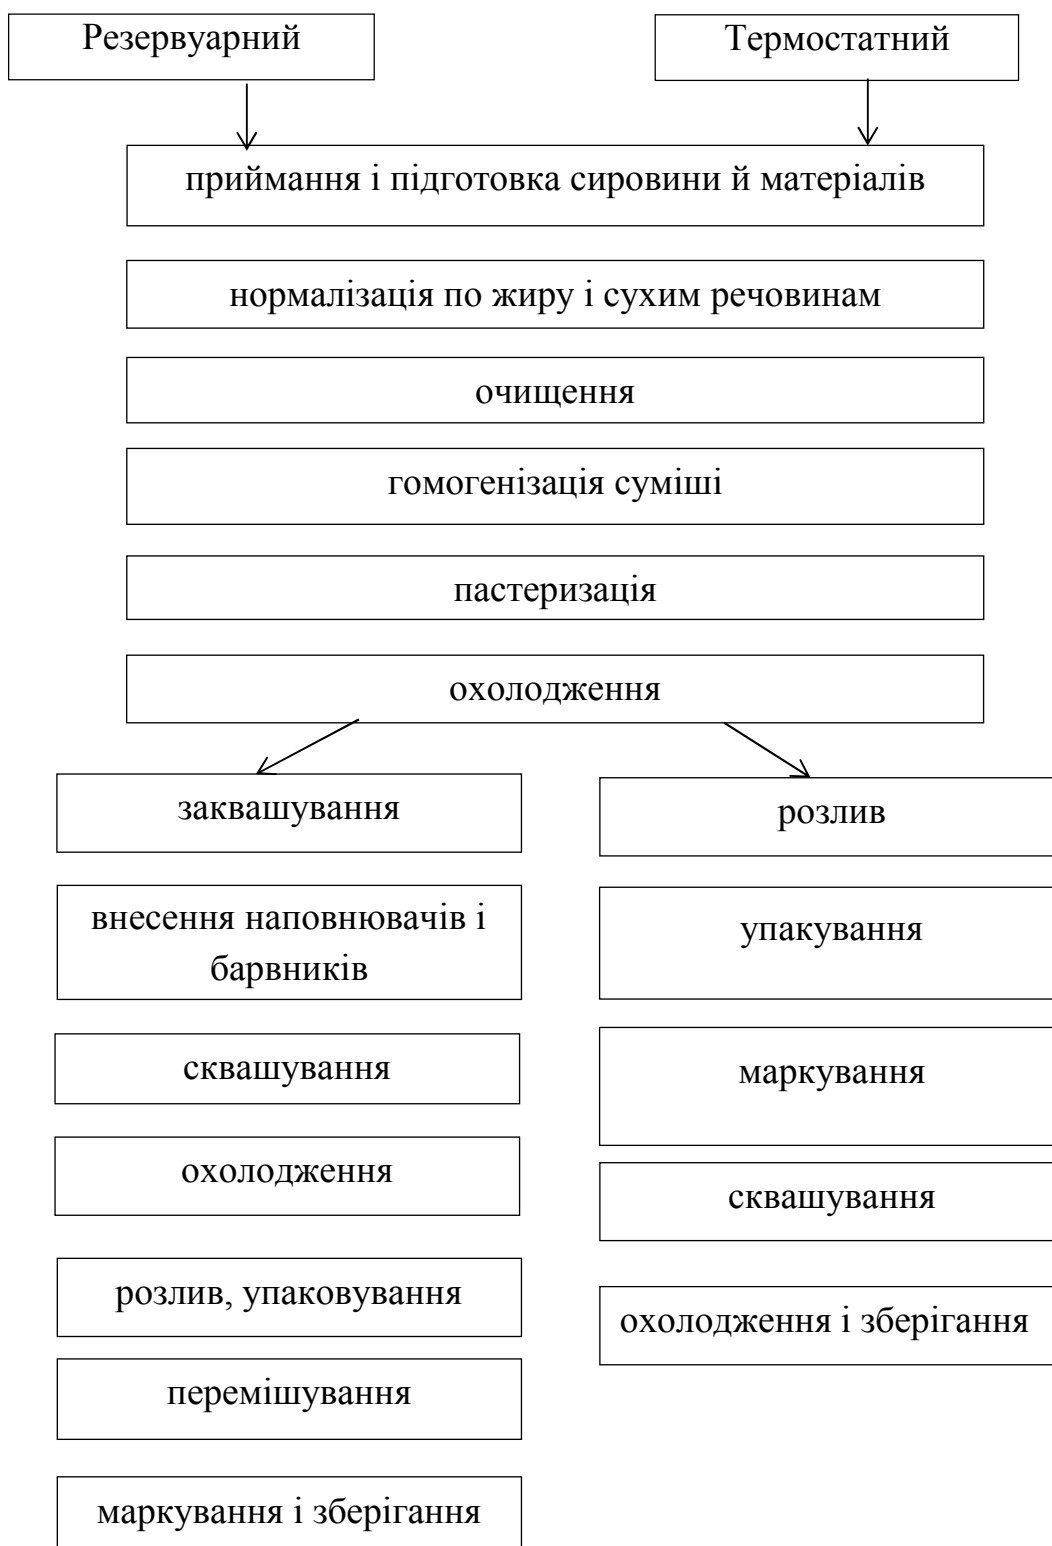 Резервуарний
Термостатний
приймання і підготовка сировини й матеріалів
нормалізація по жиру і сухим речовинам
очищення
гомогенізація суміші
пастеризація
охолодження
заквашування
внесення наповнювачів і
барвників
сквашування
охолодження
розлив, упаковування
перемішування
маркування і зберігання
розлив
упакування
маркування
сквашування
охолодження і зберігання